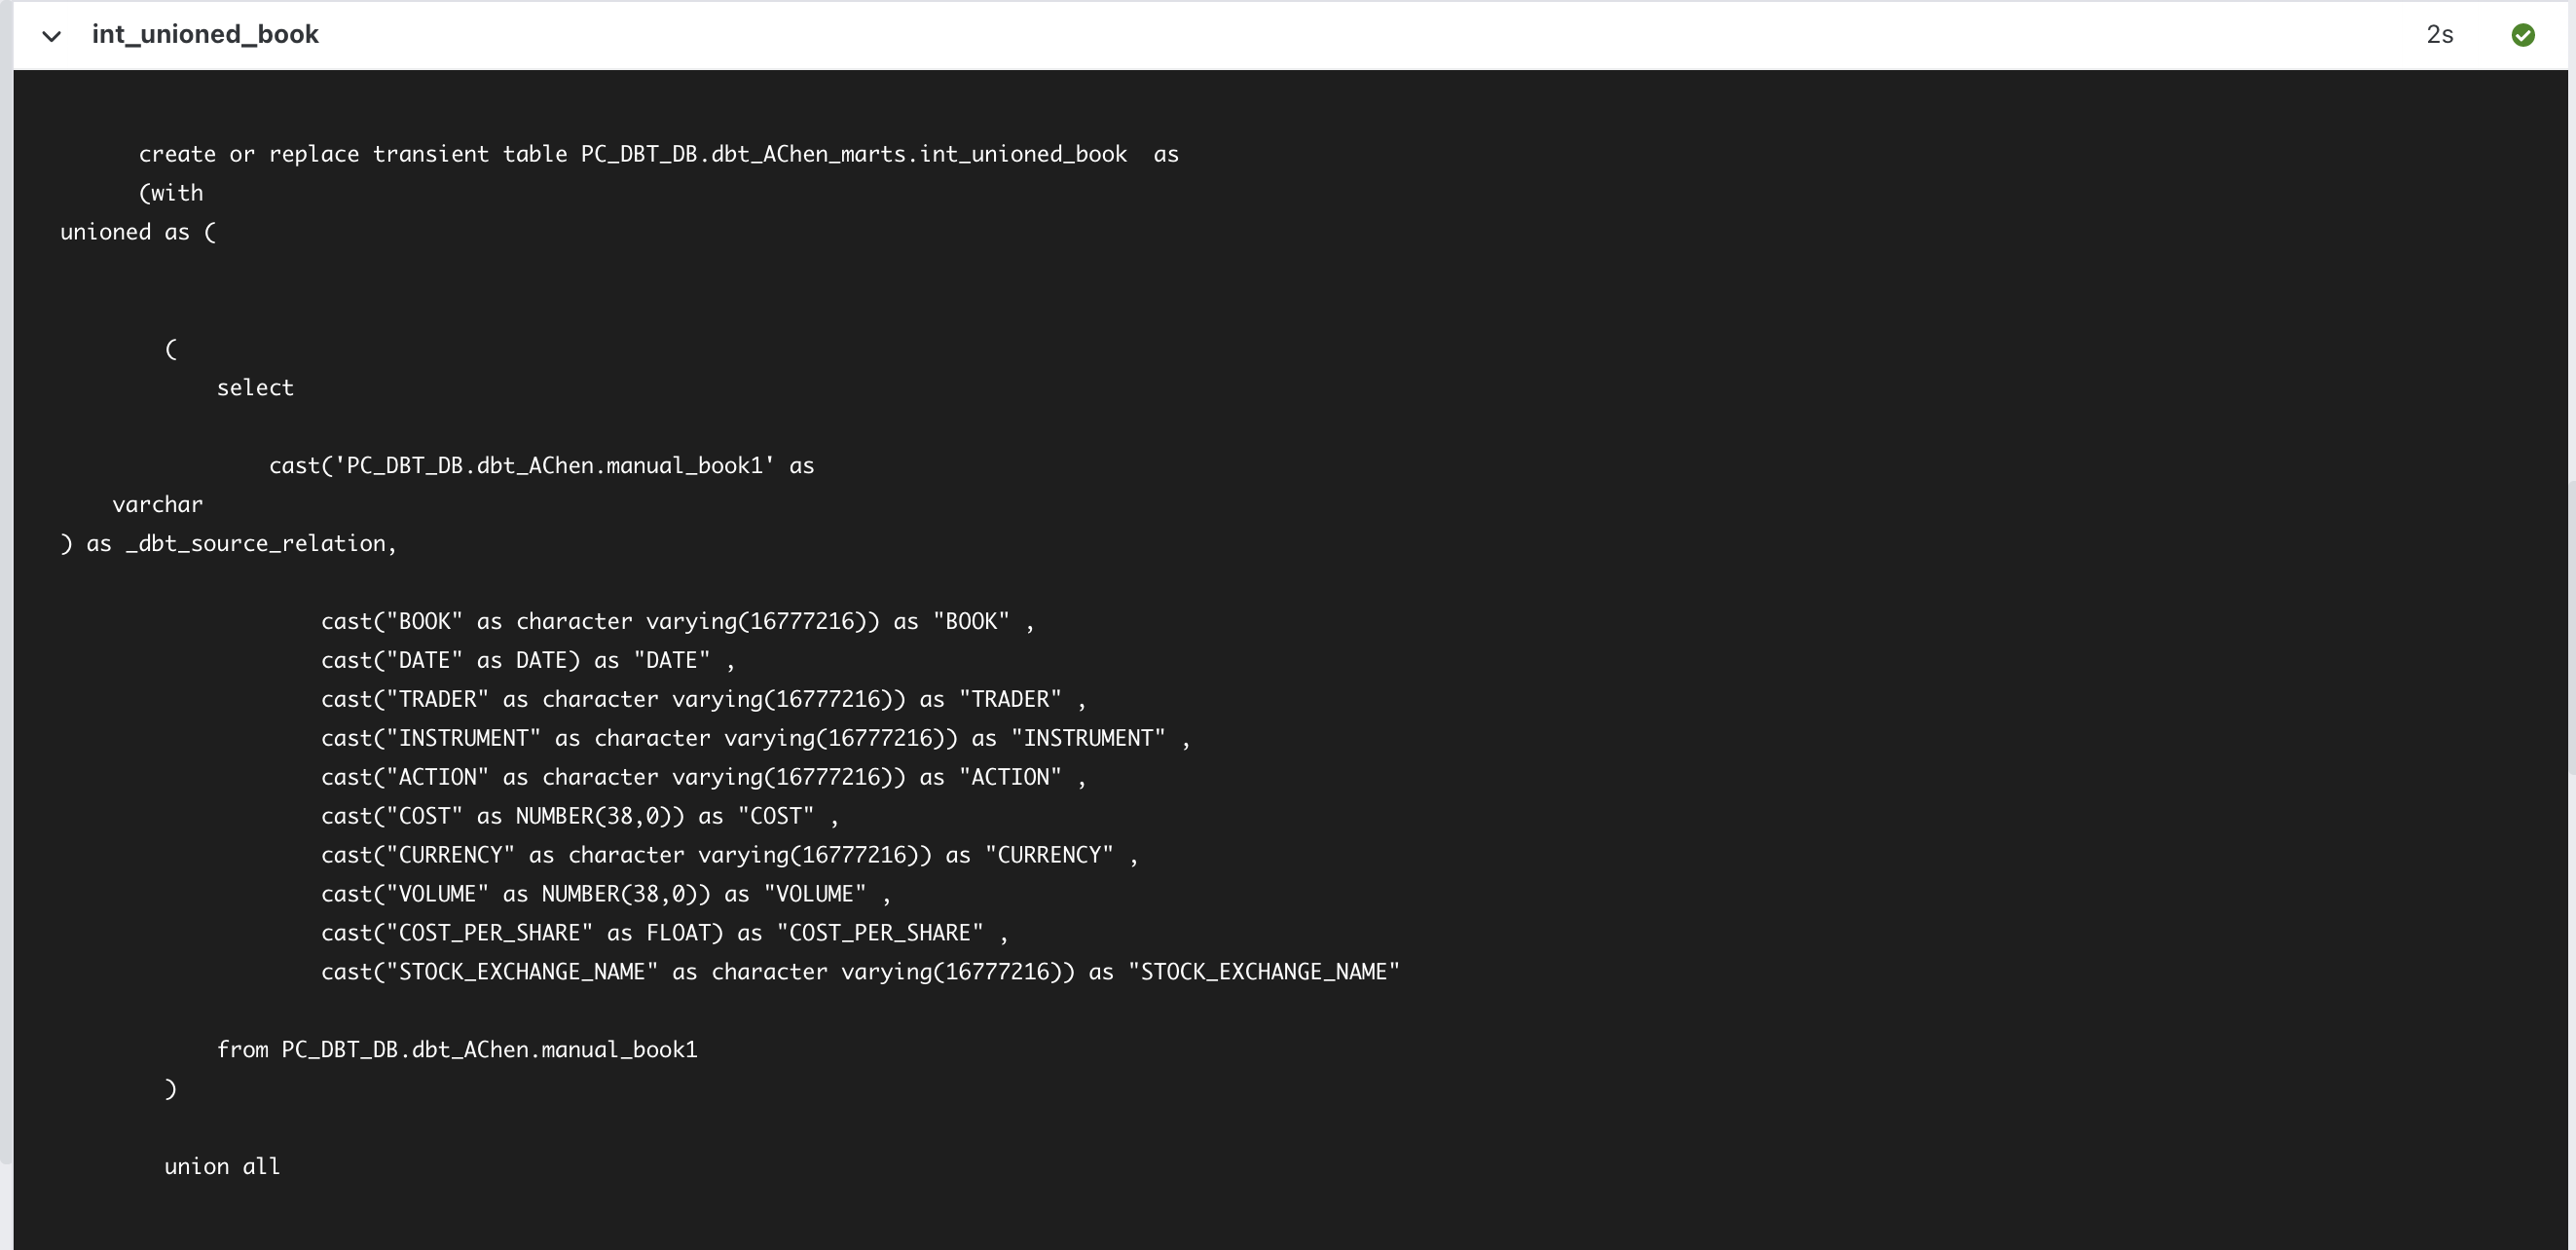 int_unioned_book 2s
create or replace transient table PC_DBT_DB.dbt_AChen_marts.int_unioned_book  as
(with
unioned as (
(
select
cast('PC_DBT_DB.dbt_AChen.manual_book1' as
varchar
) as _dbt_source_relation,
cast("BOOK" as character varying(16777216)) as "BOOK" ,
cast("DATE" as DATE) as "DATE" ,
cast("TRADER" as character varying(16777216)) as "TRADER" ,
cast("INSTRUMENT" as character varying(16777216)) as "INSTRUMENT" ,
cast("ACTION" as character varying(16777216)) as "ACTION" ,
cast("COST" as NUMBER(38,0)) as "COST" ,
cast("CURRENCY" as character varying(16777216)) as "CURRENCY" ,
cast("VOLUME" as NUMBER(38,0)) as "VOLUME" ,
cast("COST_PER_SHARE" as FLOAT) as "COST_PER_SHARE" ,
cast("STOCK_EXCHANGE_NAME" as character varying(16777216)) as "STOCK_EXCHANGE_NAME"
from PC_DBT_DB.dbt_AChen.manual_book1
)
union all